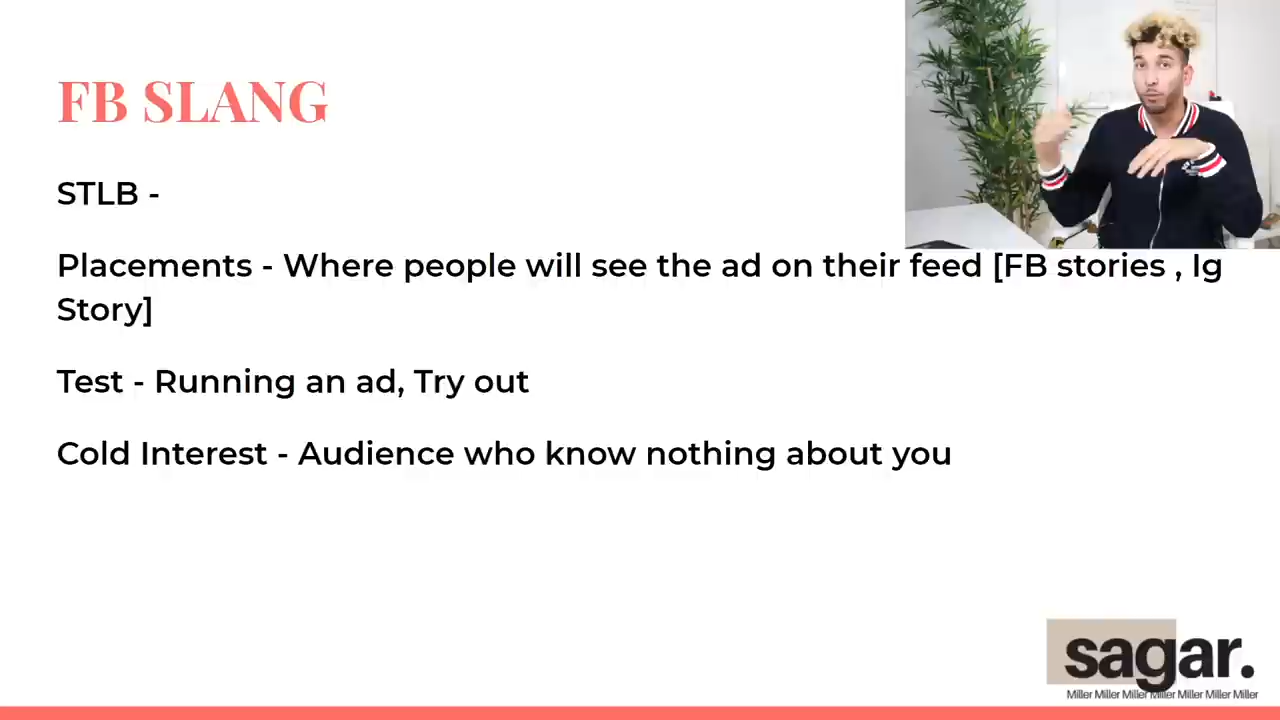 FB SLANG
STLB -
Placements - Where people will see the ad on their feed [FB stories , Ig
Story]
Test - Running an ad, Try out
Cold Interest - Audience who know nothing about you
sagar.
Miller Miller Miller Miller Miller Miller Miller